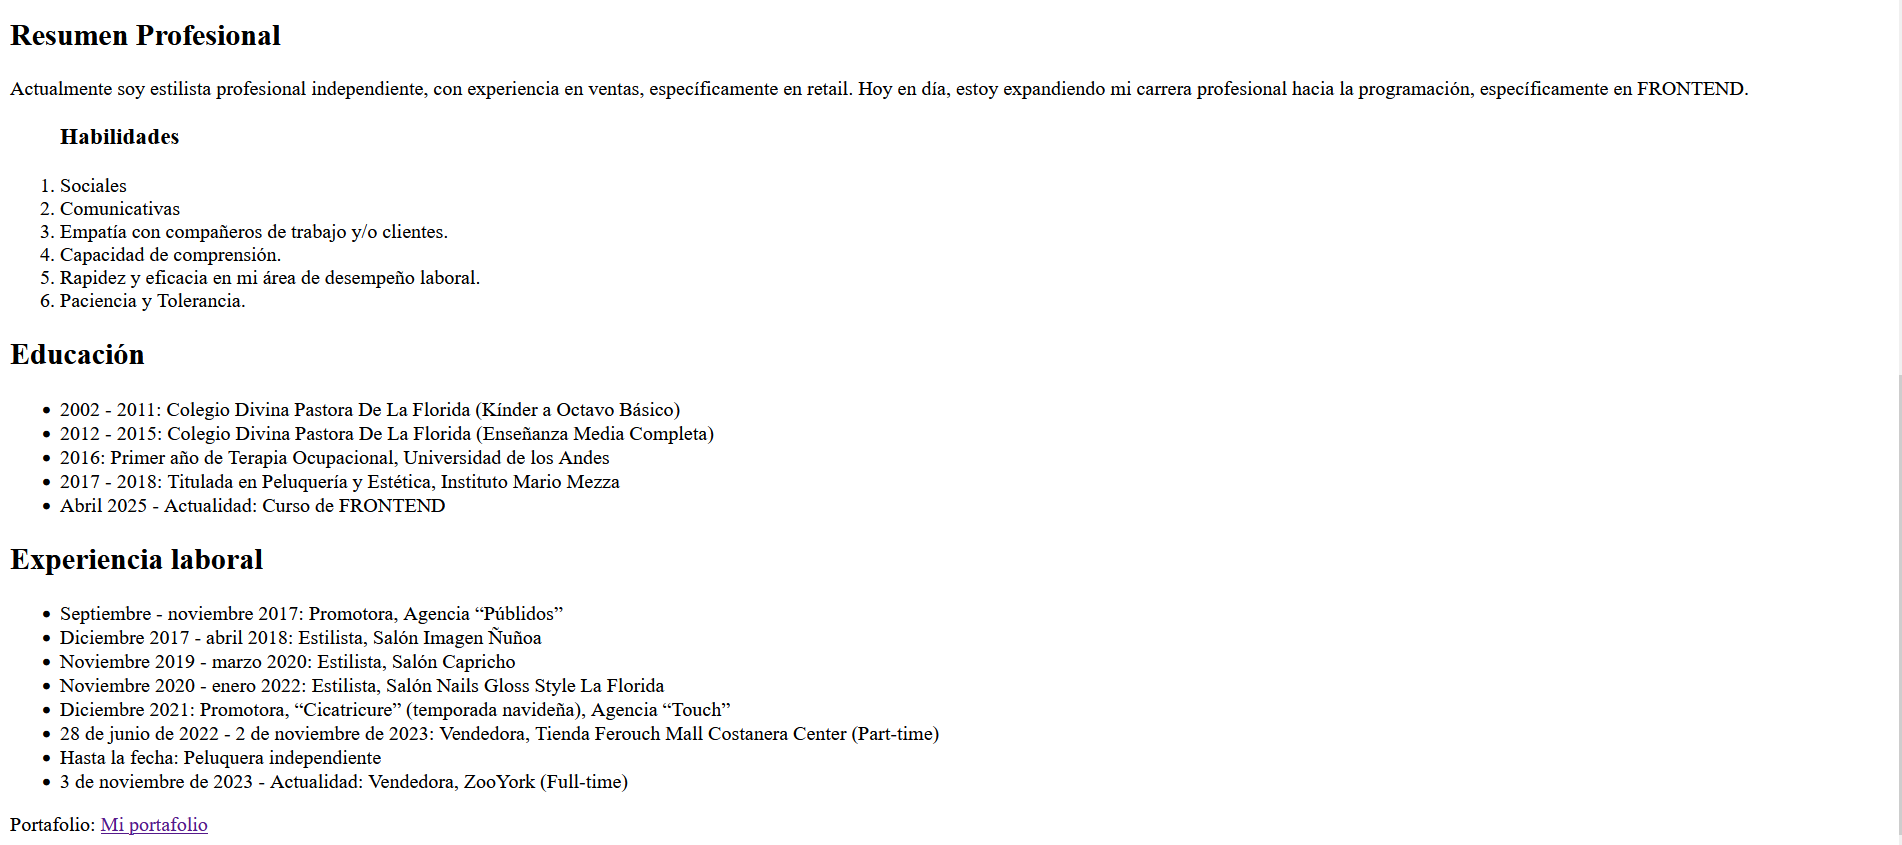 Resumen Profesional
Actualmente soy estilista profesional independiente, con experiencia en ventas, específicamente en retail. Hoy en día, estoy expandiendo mi carrera profesional hacia la programación, específicamente en FRONTEND.
Habilidades
1. Sociales
2. Comunicativas
3. Empatía con compañeros de trabajo y/o clientes.
4. Capacidad de comprensión.
5. Rapidez y eficacia en mi área de desempeño laboral.
6. Paciencia y Tolerancia.
Educación
• 2002 - 2011: Colegio Divina Pastora De La Florida (Kínder a Octavo Básico)
• 2012 - 2015: Colegio Divina Pastora De La Florida (Enseñanza Media Completa)
• 2016: Primer año de Terapia Ocupacional, Universidad de los Andes
• 2017 - 2018: Titulada en Peluquería y Estética, Instituto Mario Mezza
• Abril 2025 - Actualidad: Curso de FRONTEND
Experiencia laboral
• Septiembre - noviembre 2017: Promotora, Agencia “Públidos”
• Diciembre 2017 - abril 2018: Estilista, Salón Imagen Ñuñoa
• Noviembre 2019 - marzo 2020: Estilista, Salón Capricho
• Noviembre 2020 - enero 2022: Estilista, Salón Nails Gloss Style La Florida
• Diciembre 2021: Promotora, “Cicatricure” (temporada navideña), Agencia “Touch”
• 28 de junio de 2022 - 2 de noviembre de 2023: Vendedora, Tienda Ferouch Mall Costanera Center (Part-time)
• Hasta la fecha: Peluquera independiente
• 3 de noviembre de 2023 - Actualidad: Vendedora, ZooYork (Full-time)
Portafolio: Mi portafolio